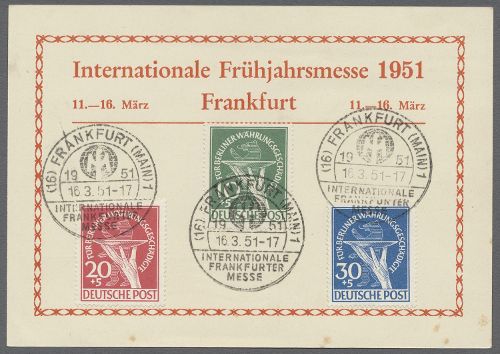 Internationale Frühjahrsmesse 1951
11.—16. März Frankfurt 11.—16. März
(16) FRANKFURT (MAIN) 1
19 51
16.3.51-17
INTERNATIONALE
FRANKFURTER
MESSE
FÜR BERLINER WÄHRUNGSGESCHÄDIGTE
+5
DEUTSCHE POST
(16) FRANKFURT (MAIN) 1
19 51
16.3.51-17
INTERNATIONALE
FRANKFURTER
MESSE
(16) FRANKFURT (MAIN) 1
19 51
16.3.51-17
INTERNATIONALE
FRANKFURTER
MESSE
FÜR BERLINER WÄHRUNGSGESCHÄDIGTE
20
+5
DEUTSCHE POST
FÜR BERLINER WÄHRUNGSGESCHÄDIGTE
30
+5
DEUTSCHE POST